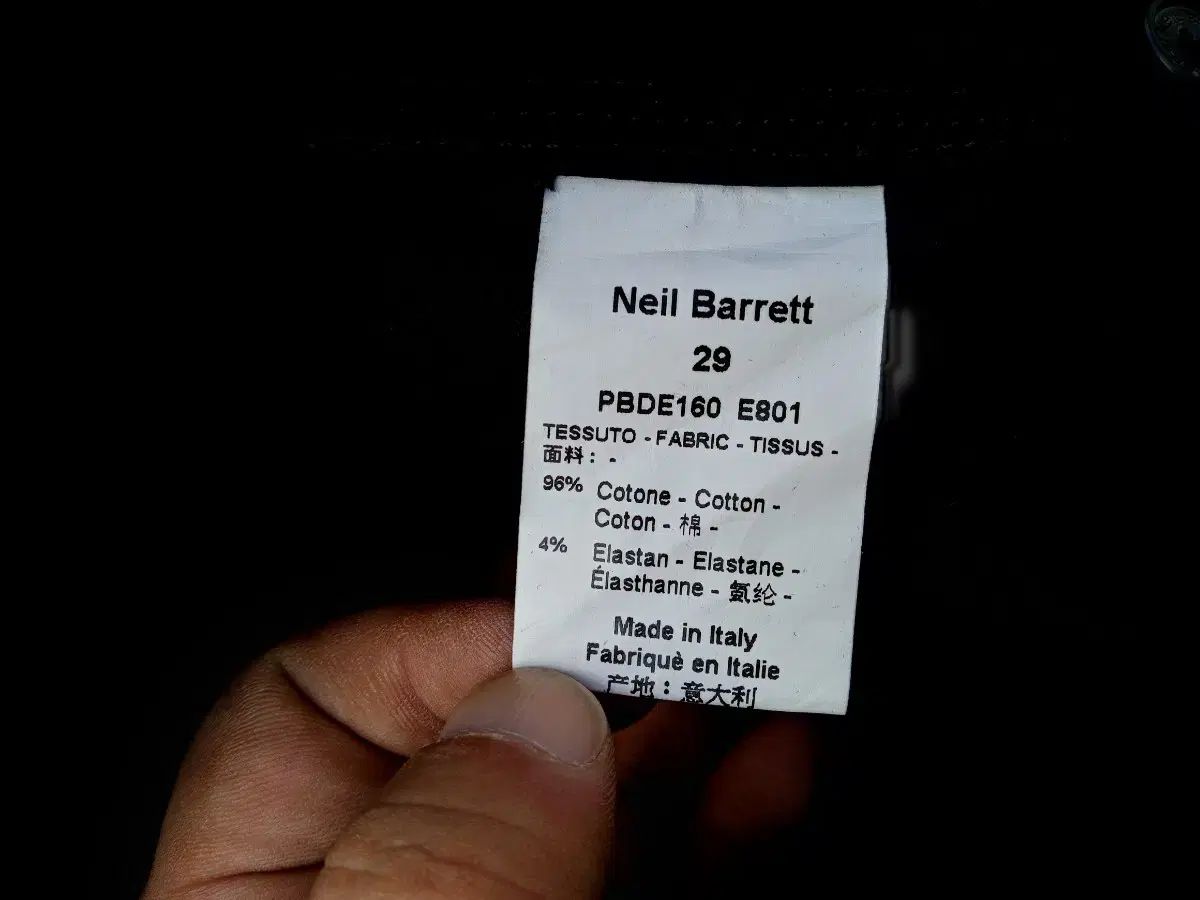 Neil Barrett
29
PBDE160 E801
TESSUTO - FABRIC - TISSUS -
面料： -
96% Cotone - Cotton -
Coton - 棉 -
4% Elastan - Elastane -
Élasthanne - 氨纶 -
Made in Italy
Fabriquè en Italie
产地：意大利